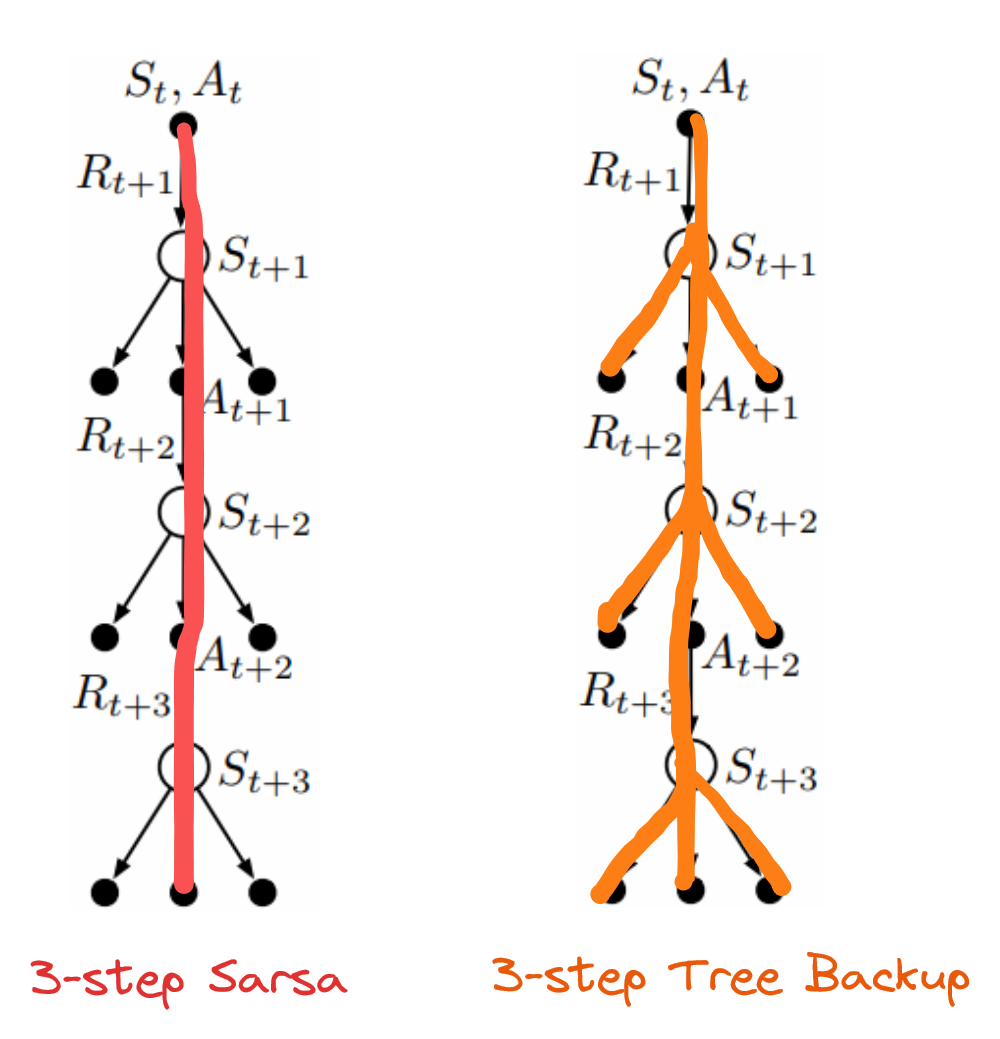 S_t, A_t
R_{t+1}
S_{t+1}
A_{t+1}
R_{t+2}
S_{t+2}
A_{t+2}
R_{t+3}
S_{t+3}
3-step Sarsa
S_t, A_t
R_{t+1}
S_{t+1}
A_{t+1}
R_{t+2}
S_{t+2}
A_{t+2}
R_{t+3}
S_{t+3}
3-step Tree Backup